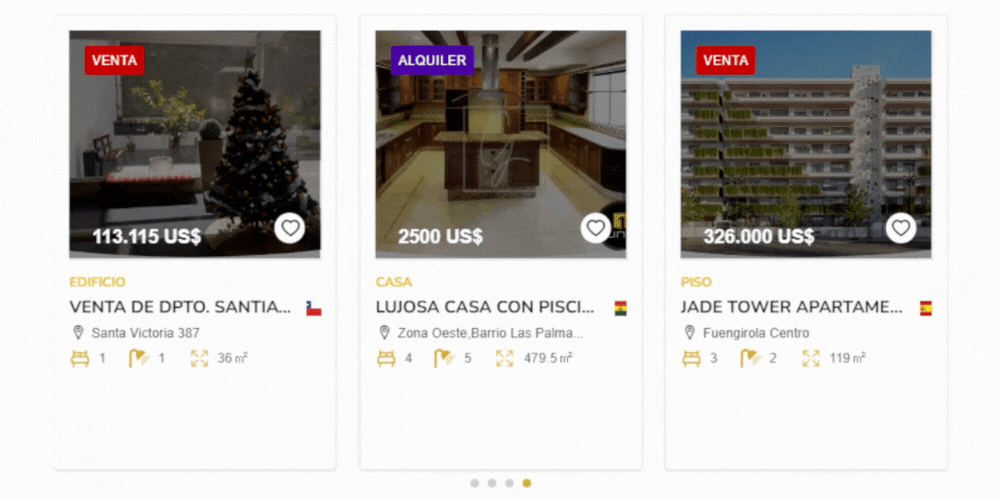 VENTA
113.115 US$
EDIFICIO
VENTA DE DPTO. SANTIA...
Santa Victoria 387
1 1 36 m²
ALQUILER
2500 US$
CASA
LUJOSA CASA CON PISCI...
Zona Oeste,Barrio Las Palma...
4 5 479.5 m²
VENTA
326.000 US$
PISO
JADE TOWER APARTAME...
Fuengirola Centro
3 2 119 m²